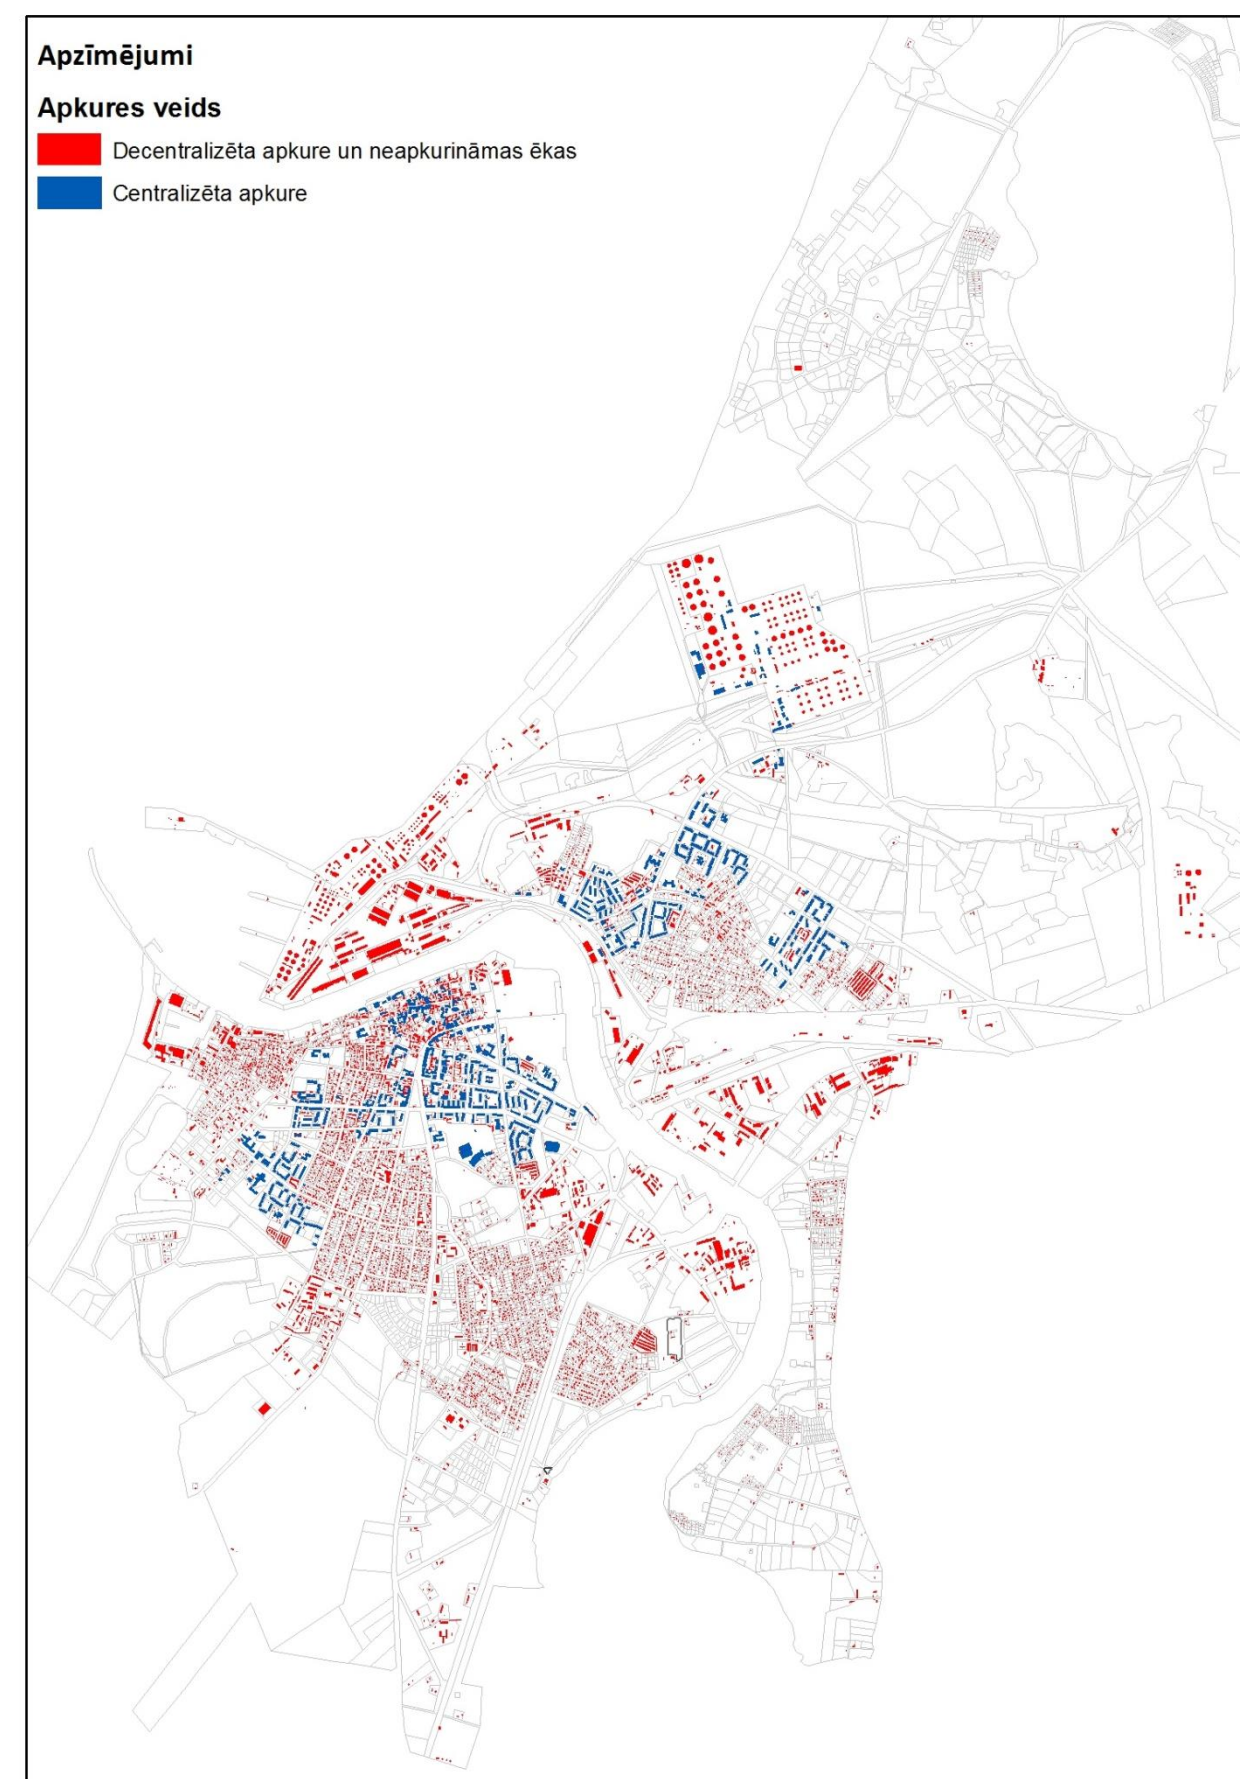 Apzīmējumi
Apkures veids
Decentralizēta apkure un neapkurināmas ēkas
Centralizēta apkure